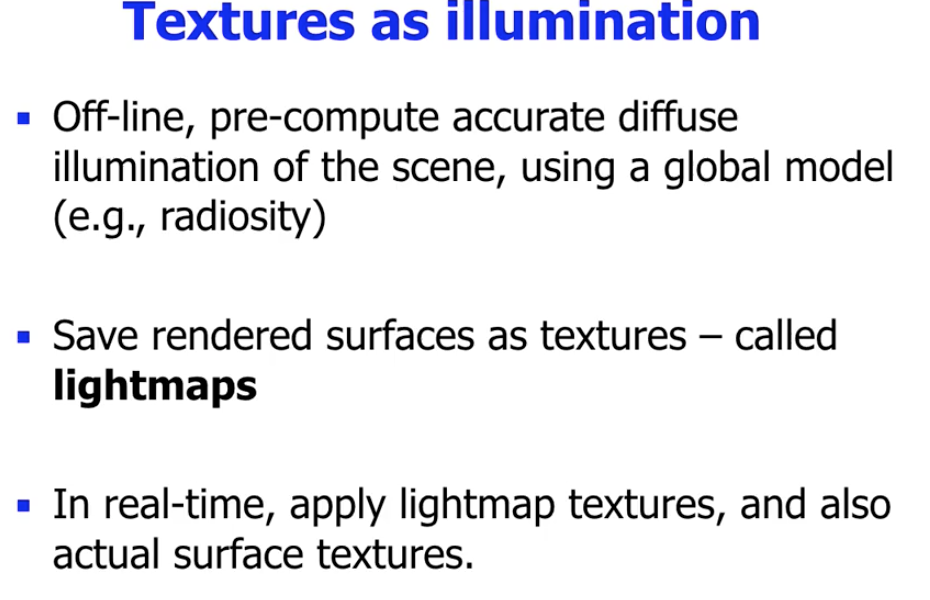 Textures as illumination
Off-line, pre-compute accurate diffuse
illumination of the scene, using a global model
(e.g., radiosity)
Save rendered surfaces as textures – called
lightmaps
In real-time, apply lightmap textures, and also
actual surface textures.